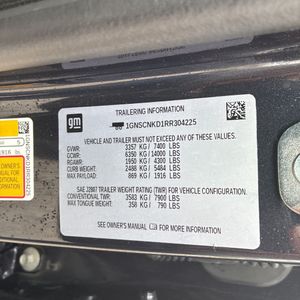 gm
TRAILERING INFORMATION
1GNSCNKD1RR304225
VEHICLE AND TRAILER MUST NOT EXCEED ANY OF THESE VALUES.
GVWR: 3357 KG / 7400 LBS
GCWR: 6350 KG / 14000 LBS
RGAWR: 1950 KG / 4300 LBS
CURB WEIGHT: 2488 KG / 5484 LBS
MAX PAYLOAD: 869 KG / 1916 LBS
SAE J2807 TRAILER WEIGHT RATING (TWR) FOR VEHICLE CONFIG.
3583 KG / 7900 LBS
MAX TONGUE WEIGHT: 358 KG / 790 LBS
SEE OWNER'S MANUAL FOR MORE INFORMATION